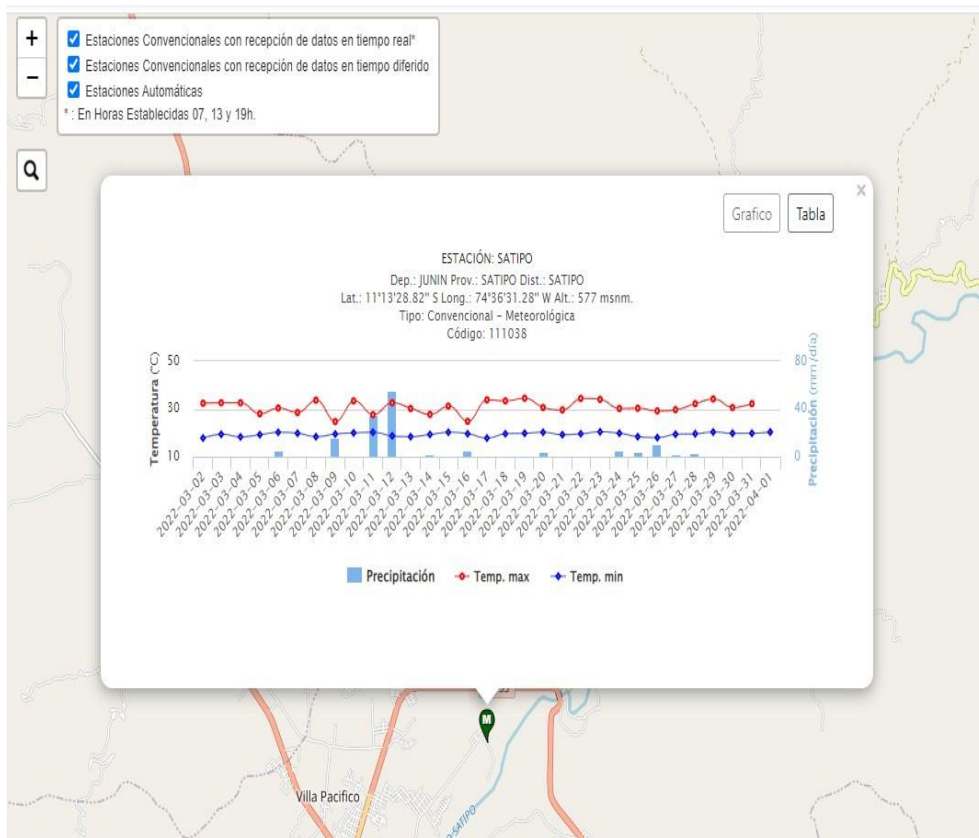 +
−
Estaciones Convencionales con recepción de datos en tiempo real*
Estaciones Convencionales con recepción de datos en tiempo diferido
Estaciones Automáticas
* : En Horas Establecidas 07, 13 y 19h.
x
Grafico
Tabla
ESTACIÓN: SATIPO
Dep.: JUNIN Prov.: SATIPO Dist.: SATIPO
Lat.: 11°13'28.82" S Long.: 74°36'31.28" W Alt.: 577 msnm.
Tipo: Convencional - Meteorológica
Código: 111038
Temperatura (°C)
50
30
10
80
40
0
Precipitación (mm/día)
2022-03-02
2022-03-03
2022-03-04
2022-03-05
2022-03-06
2022-03-07
2022-03-08
2022-03-09
2022-03-10
2022-03-11
2022-03-12
2022-03-13
2022-03-14
2022-03-15
2022-03-16
2022-03-17
2022-03-18
2022-03-19
2022-03-20
2022-03-21
2022-03-22
2022-03-23
2022-03-24
2022-03-25
2022-03-26
2022-03-27
2022-03-28
2022-03-29
2022-03-30
2022-03-31
2022-04-01
Precipitación
Temp. max
Temp. min
M
Villa Pacifico
O-SATIPO